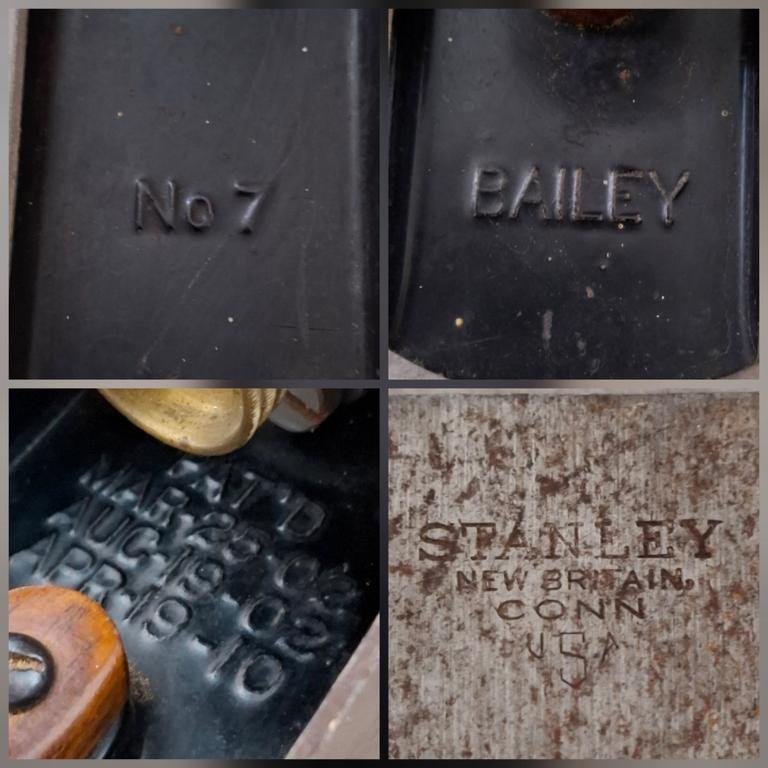 No 7
BAILEY
PAT'D
MAR-25-02
AUG-19-02
APR-19-10
STANLEY
NEW BRITAIN,
CONN
USA